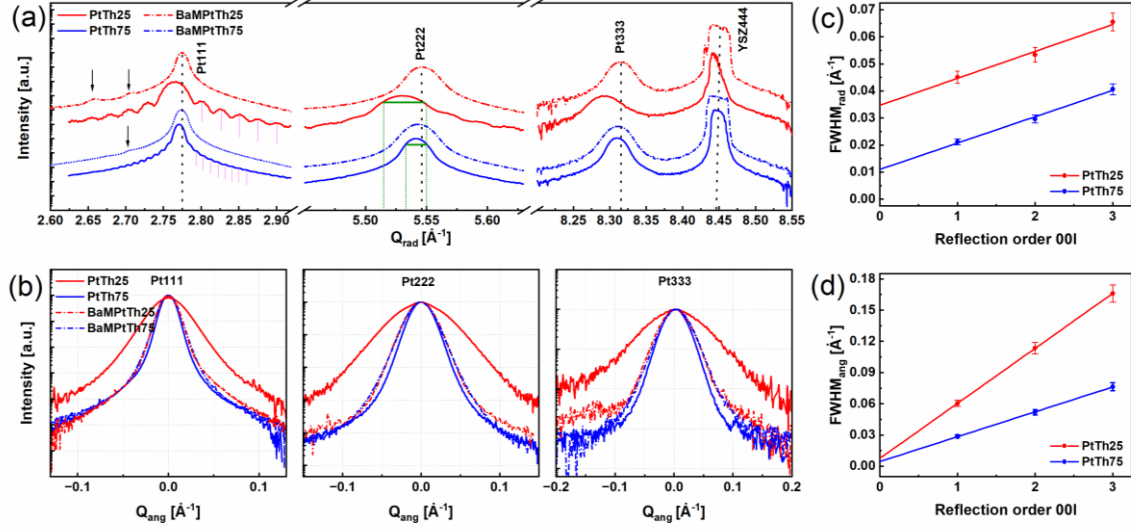 (a)
PtTh25
BaMPtTh25
PtTh75
BaMPtTh75
Pt111
Pt222
Pt333
YSZ444
Intensity [a.u.]
2.60 2.65 2.70 2.75 2.80 2.85 2.90 5.50 5.55 5.60 8.25 8.30 8.35 8.40 8.45 8.50 8.55
Qrad [Å-1]
(c)
PtTh25
PtTh75
FWHMrad [Å-1]
0.07
0.06
0.05
0.04
0.03
0.02
0.01
0.00
0 1 2 3
Reflection order 00l
(b)
PtTh25
PtTh75
BaMPtTh25
BaMPtTh75
Pt111
Pt222
Pt333
Intensity [a.u.]
−0.1 0.0 0.1
−0.1 0.0 0.1
−0.2 −0.1 0.0 0.1 0.2
Qang [Å-1]
Qang [Å-1]
Qang [Å-1]
(d)
PtTh25
PtTh75
FWHMang [Å-1]
0.18
0.15
0.12
0.09
0.06
0.03
0.00
0 1 2 3
Reflection order 00l